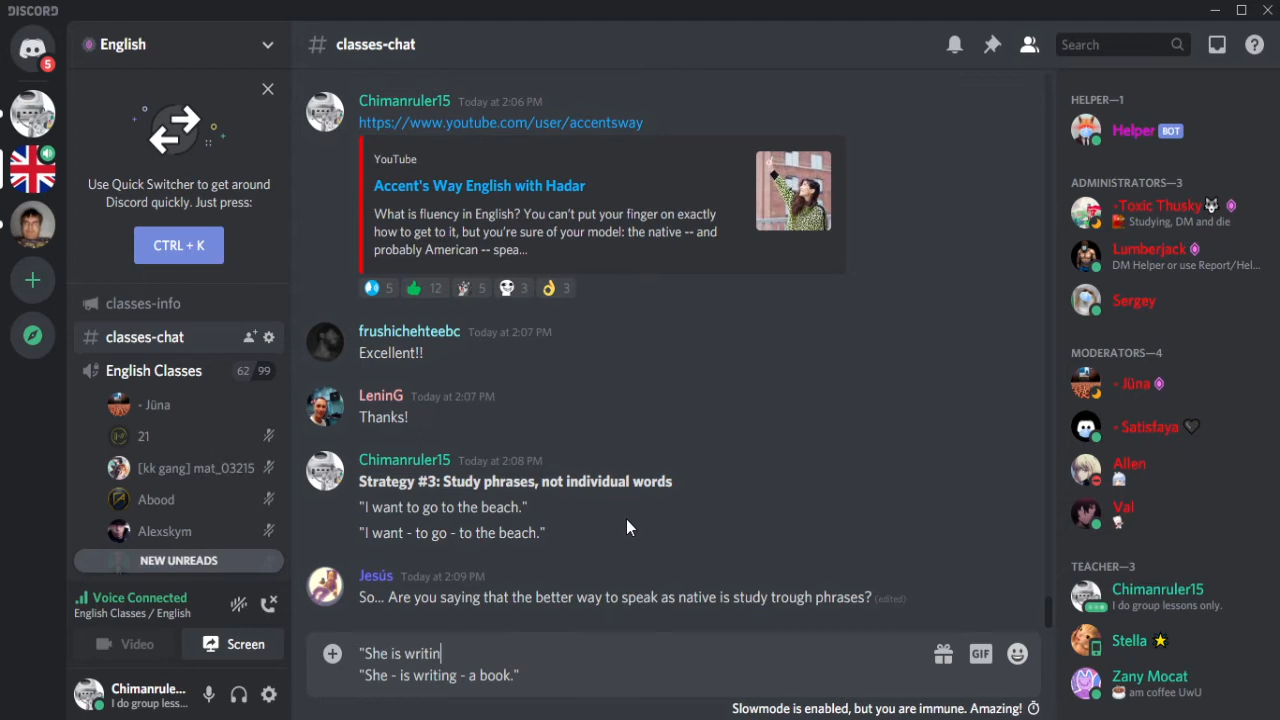 DISCORD
5
English
Use Quick Switcher to get around
Discord quickly. Just press:
CTRL + K
classes-info
# classes-chat
English Classes 62 99
- Jüna
21
[kk gang] mat_03215
Abood
Alexskym
NEW UNREADS
Voice Connected
English Classes / English
Video
Screen
Chimanrule...
I do group less...
# classes-chat
Search
Chimanruler15 Today at 2:06 PM
https://www.youtube.com/user/accentsway
YouTube
Accent's Way English with Hadar
What is fluency in English? You can't put your finger on exactly
how to get to it, but you're sure of your model: the native -- and
probably American -- spea...
5 12 5 3 3
frushichehteebc Today at 2:07 PM
Excellent!!
LeninG Today at 2:07 PM
Thanks!
Chimanruler15 Today at 2:08 PM
Strategy #3: Study phrases, not individual words
"I want to go to the beach."
"I want - to go - to the beach."
Jesús Today at 2:09 PM
So... Are you saying that the better way to speak as native is study trough phrases? (edited)
"She is writin
"She - is writing - a book."
GIF
Slowmode is enabled, but you are immune. Amazing!
HELPER—1
Helper BOT
ADMINISTRATORS—3
Toxic Thusky
Studying, DM and die
Lumberjack
DM Helper or use Report/Hel...
Sergey
MODERATORS—4
- Jüna
- Satisfaya
Allen
Val
TEACHER—3
Chimanruler15
I do group lessons only.
Stella
Zany Mocat
am coffee UwU